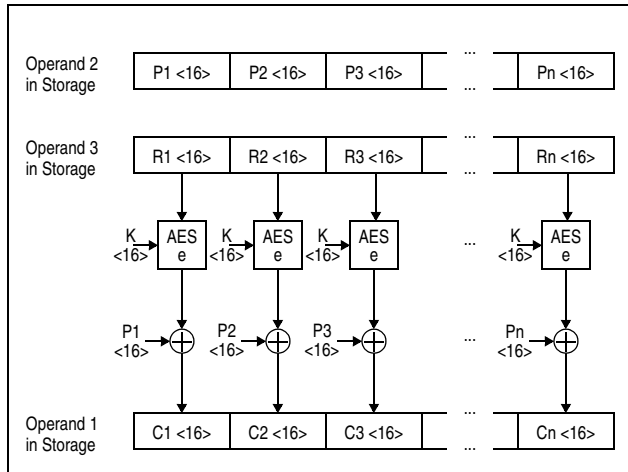 Operand 2
in Storage
P1 <16> P2 <16> P3 <16> ... ... Pn <16>
Operand 3
in Storage
R1 <16> R2 <16> R3 <16> ... ... Rn <16>
K
<16>
AES
e
K
<16>
AES
e
K
<16>
AES
e
...
K
<16>
AES
e
P1
<16>
P2
<16>
P3
<16>
...
Pn
<16>
Operand 1
in Storage
C1 <16> C2 <16> C3 <16> ... ... Cn <16>